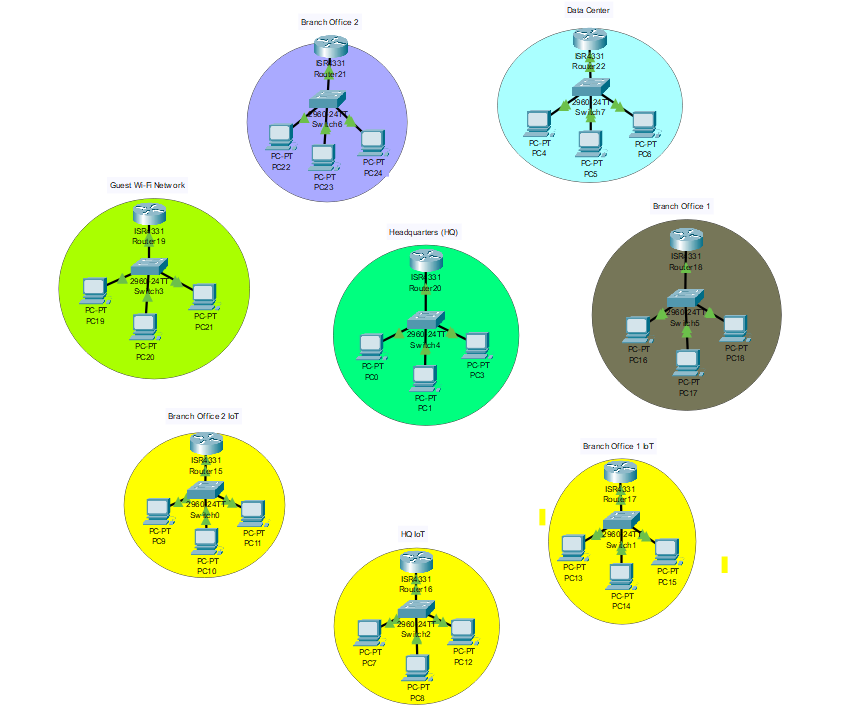 Branch Office 2
ISR4331
Router21
2960-24TT
Switch6
PC-PT
PC22
PC-PT
PC23
PC-PT
PC24
Data Center
ISR4331
Router22
2960-24TT
Switch7
PC-PT
PC4
PC-PT
PC5
PC-PT
PC6
Guest Wi-Fi Network
ISR4331
Router19
2960-24TT
Switch3
PC-PT
PC19
PC-PT
PC20
PC-PT
PC21
Headquarters (HQ)
ISR4331
Router20
2960-24TT
Switch4
PC-PT
PC0
PC-PT
PC1
PC-PT
PC3
Branch Office 1
ISR4331
Router16
2960-24TT
Switch5
PC-PT
PC16
PC-PT
PC17
PC-PT
PC18
Branch Office 2 IoT
ISR4331
Router15
2960-24TT
Switch0
PC-PT
PC9
PC-PT
PC10
PC-PT
PC11
HQ IoT
ISR4331
Router16
2960-24TT
Switch2
PC-PT
PC7
PC-PT
PC8
PC-PT
PC12
Branch Office 1 IoT
ISR4331
Router17
2960-24TT
Switch1
PC-PT
PC13
PC-PT
PC14
PC-PT
PC15